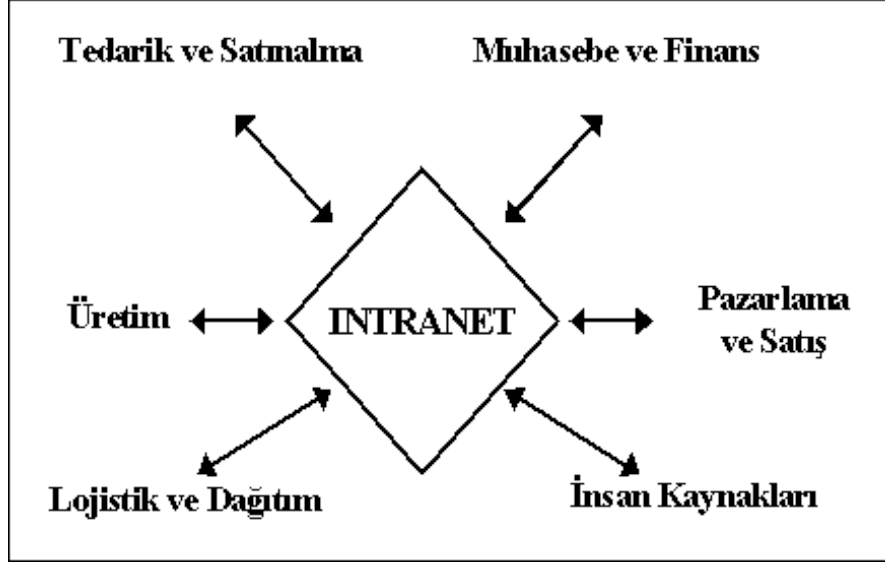 Tedarik ve Satınalma
Muhasebe ve Finans
Üretim
INTRANET
Pazarlama
ve Satış
Lojistik ve Dağıtım
İnsan Kaynakları